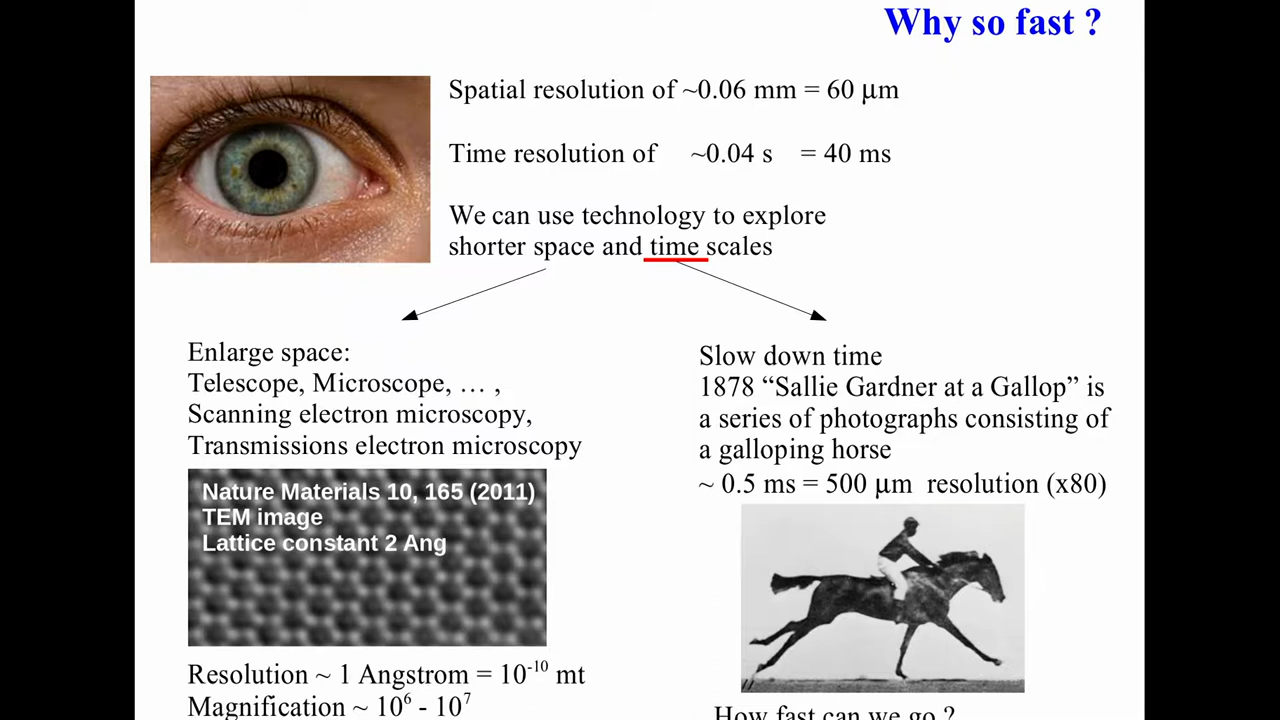 Why so fast ?
Spatial resolution of ~0.06 mm = 60 μm
Time resolution of ~0.04 s = 40 ms
We can use technology to explore
shorter space and time scales
Enlarge space:
Telescope, Microscope, … ,
Scanning electron microscopy,
Transmissions electron microscopy
Nature Materials 10, 165 (2011)
TEM image
Lattice constant 2 Ang
Resolution ~ 1 Angstrom = 10⁻¹⁰ mt
Magnification ~ 10⁶ - 10⁷
Slow down time
1878 “Sallie Gardner at a Gallop” is
a series of photographs consisting of
a galloping horse
~ 0.5 ms = 500 μm resolution (x80)
How fast can we go ?